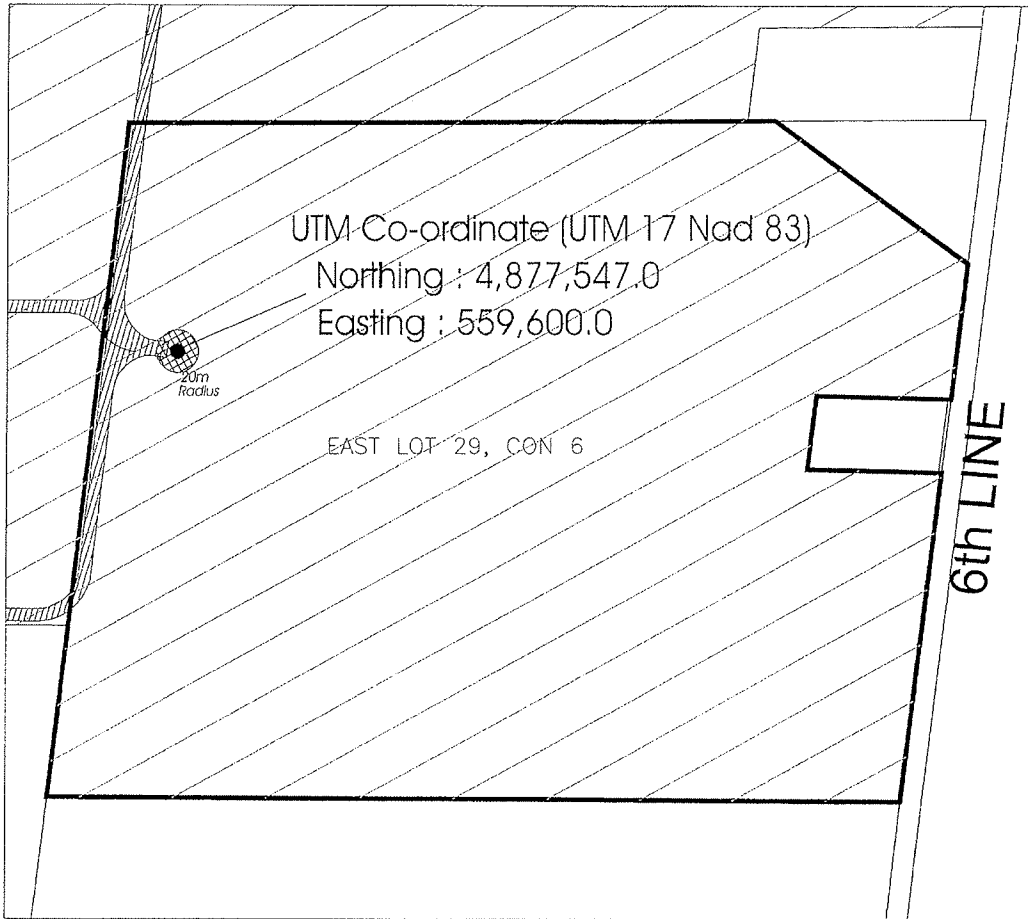 UTM Co-ordinate (UTM 17 Nad 83)
Northing : 4,877,547.0
Easting : 559,600.0
20m
Radius
EAST LOT 29, CON 6
6th LINE